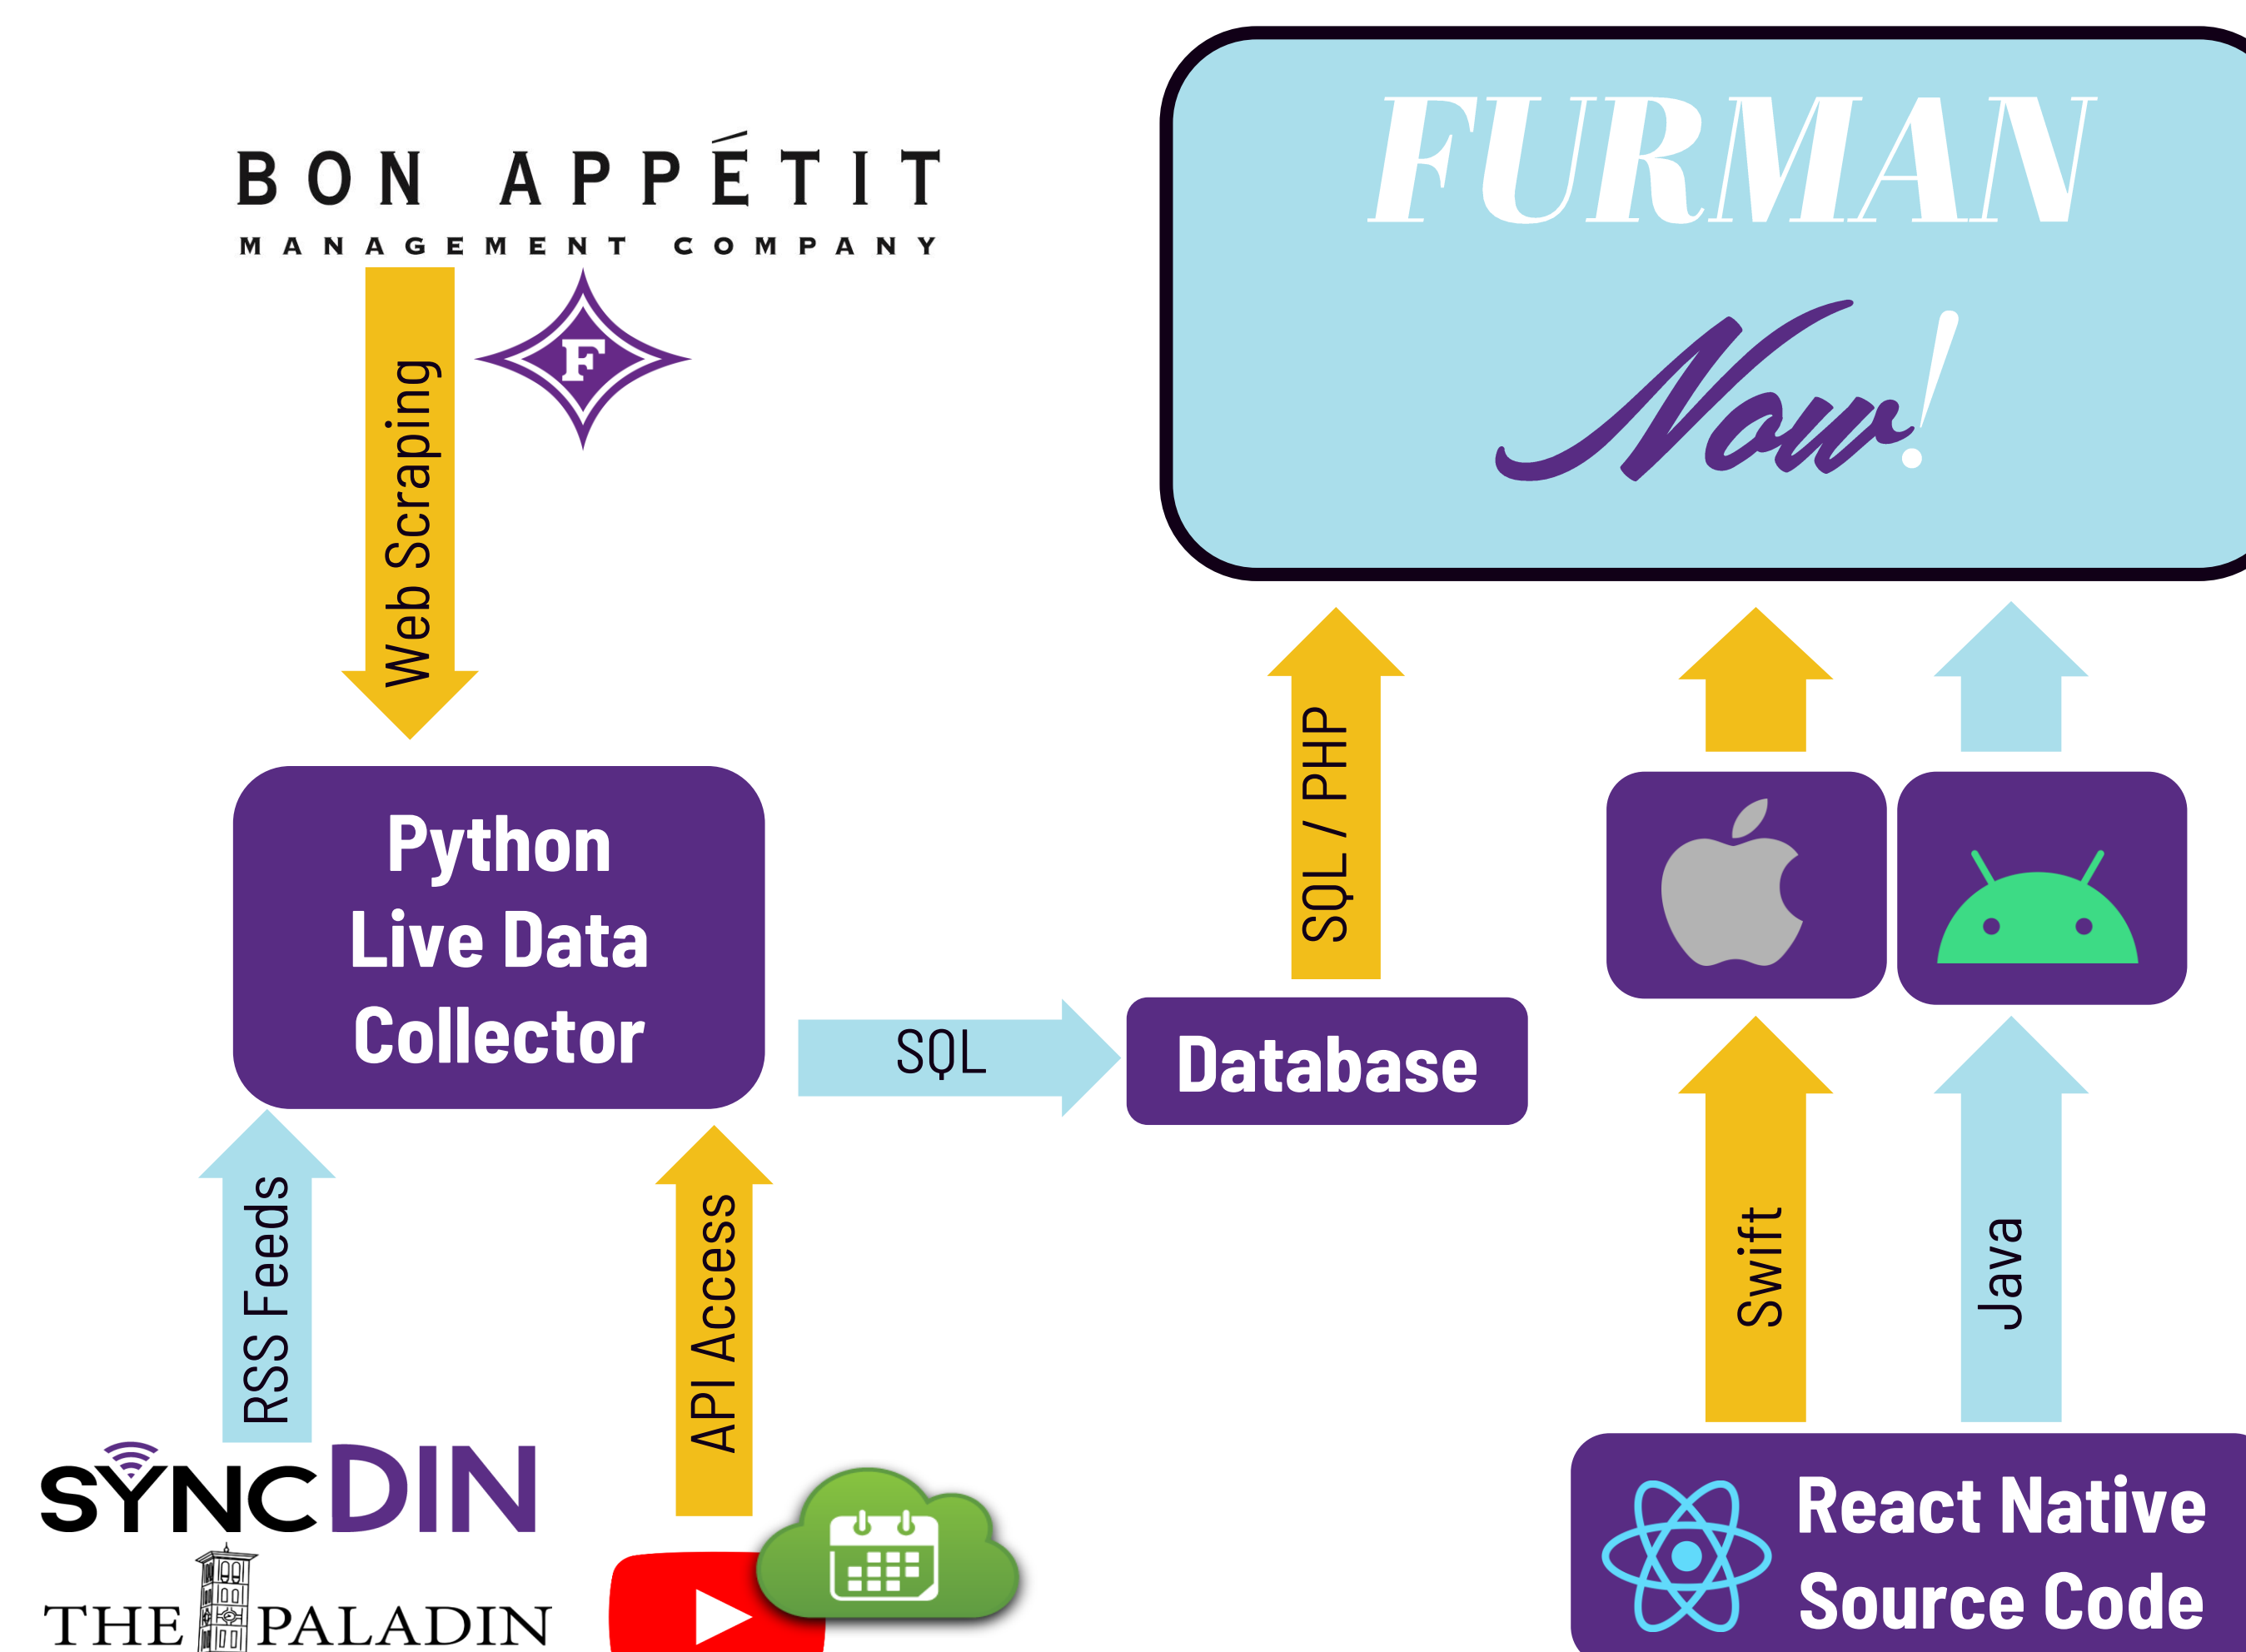 BON APPÉTIT
MANAGEMENT COMPANY
F
Web Scraping
FURMAN
Now!
Python
Live Data
Collector
SQL
Database
SQL / PHP
RSS Feeds
API Access
Swift
Java
SYNCDIN
THE PALADIN
React Native
Source Code